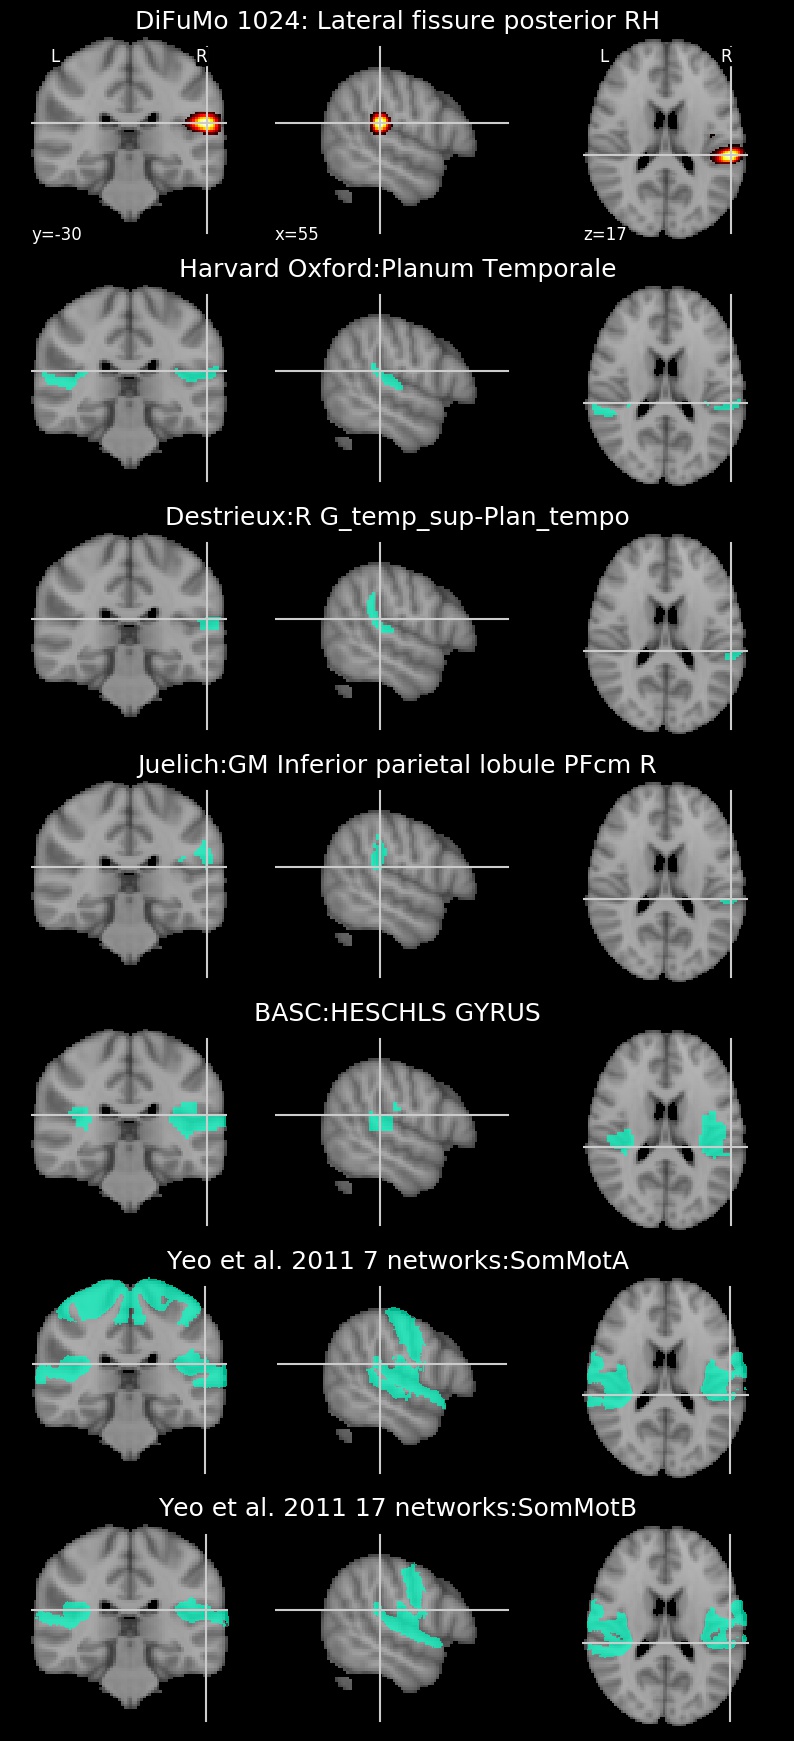 DiFuMo 1024: Lateral fissure posterior RH
L R L R
y=-30 x=55 z=17
Harvard Oxford:Planum Temporale
Destrieux:R G_temp_sup-Plan_tempo
Juelich:GM Inferior parietal lobule PFcm R
BASC:HESCHLS GYRUS
Yeo et al. 2011 7 networks:SomMotA
Yeo et al. 2011 17 networks:SomMotB